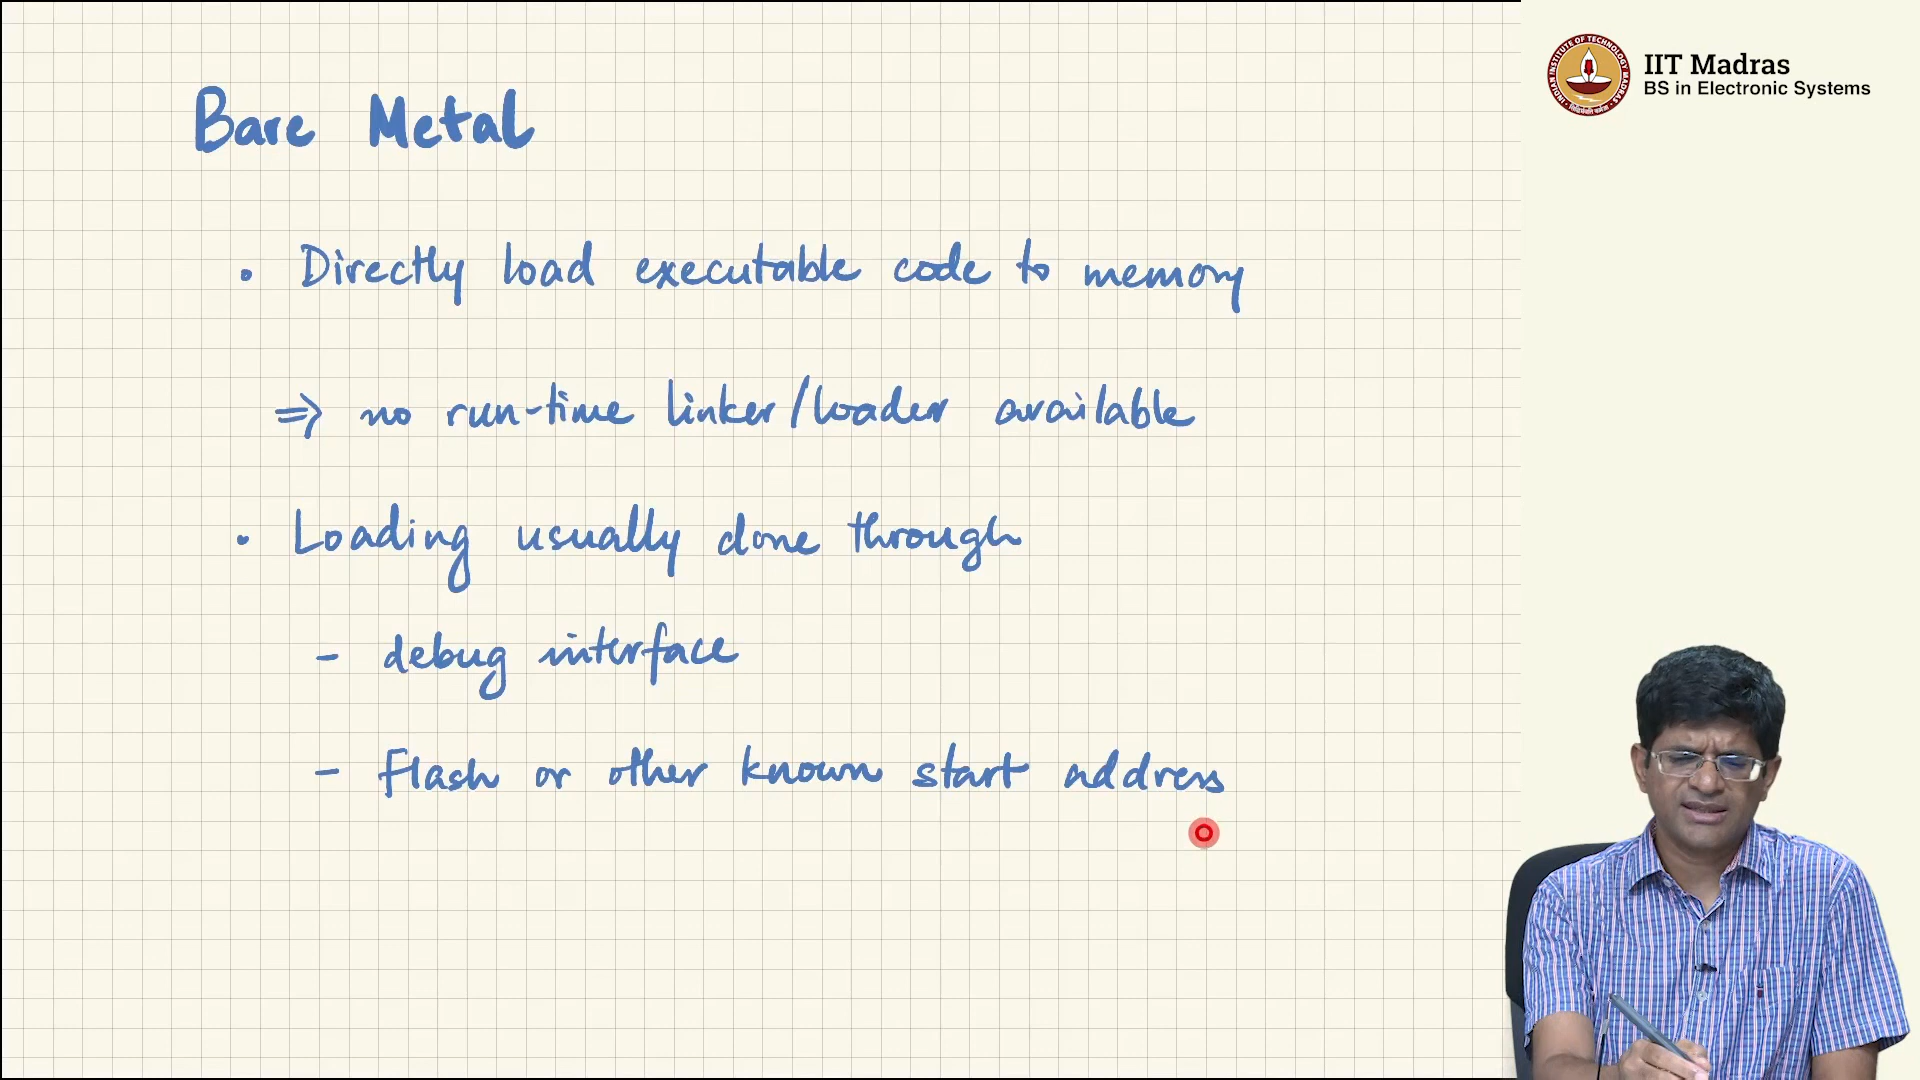 Bare Metal
• Directly load executable code to memory
⇒ no run-time linker/loader available
• Loading usually done through
- debug interface
- Flash or other known start address
IIT Madras
BS in Electronic Systems